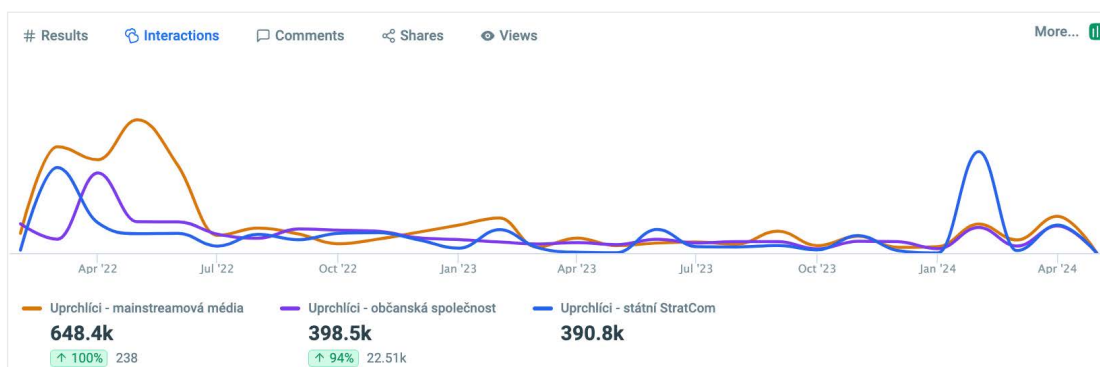 # Results Interactions Comments Shares Views More...
Apr '22 Jul '22 Oct '22 Jan '23 Apr '23 Jul '23 Oct '23 Jan '24 Apr '24
Uprchlíci - mainstreamová média Uprchlíci - občanská společnost Uprchlíci - státní StratCom
648.4k 398.5k 390.8k
↑ 100% 238 ↑ 94% 22.51k